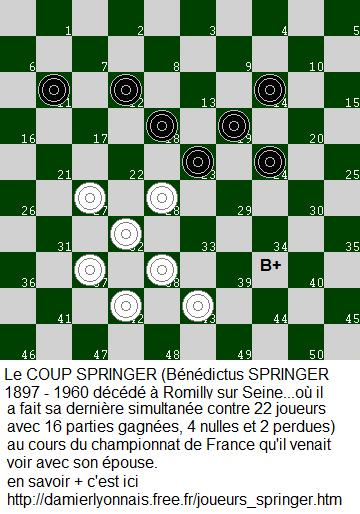 1 2 3 4 5
6 7 8 9 10
11 12 13 14 15
16 17 18 19 20
21 22 23 24 25
26 27 28 29 30
31 32 33 34 35
B+
36 37 38 39 40
41 42 43 44 45
46 47 48 49 50
Le COUP SPRINGER (Bénédictus SPRINGER
1897 - 1960 décédé à Romilly sur Seine...où il
a fait sa dernière simultanée contre 22 joueurs
avec 16 parties gagnées, 4 nulles et 2 perdues)
au cours du championnat de France qu'il venait
voir avec son épouse.
en savoir + c'est ici
http://damierlyonnais.free.fr/joueurs_springer.htm